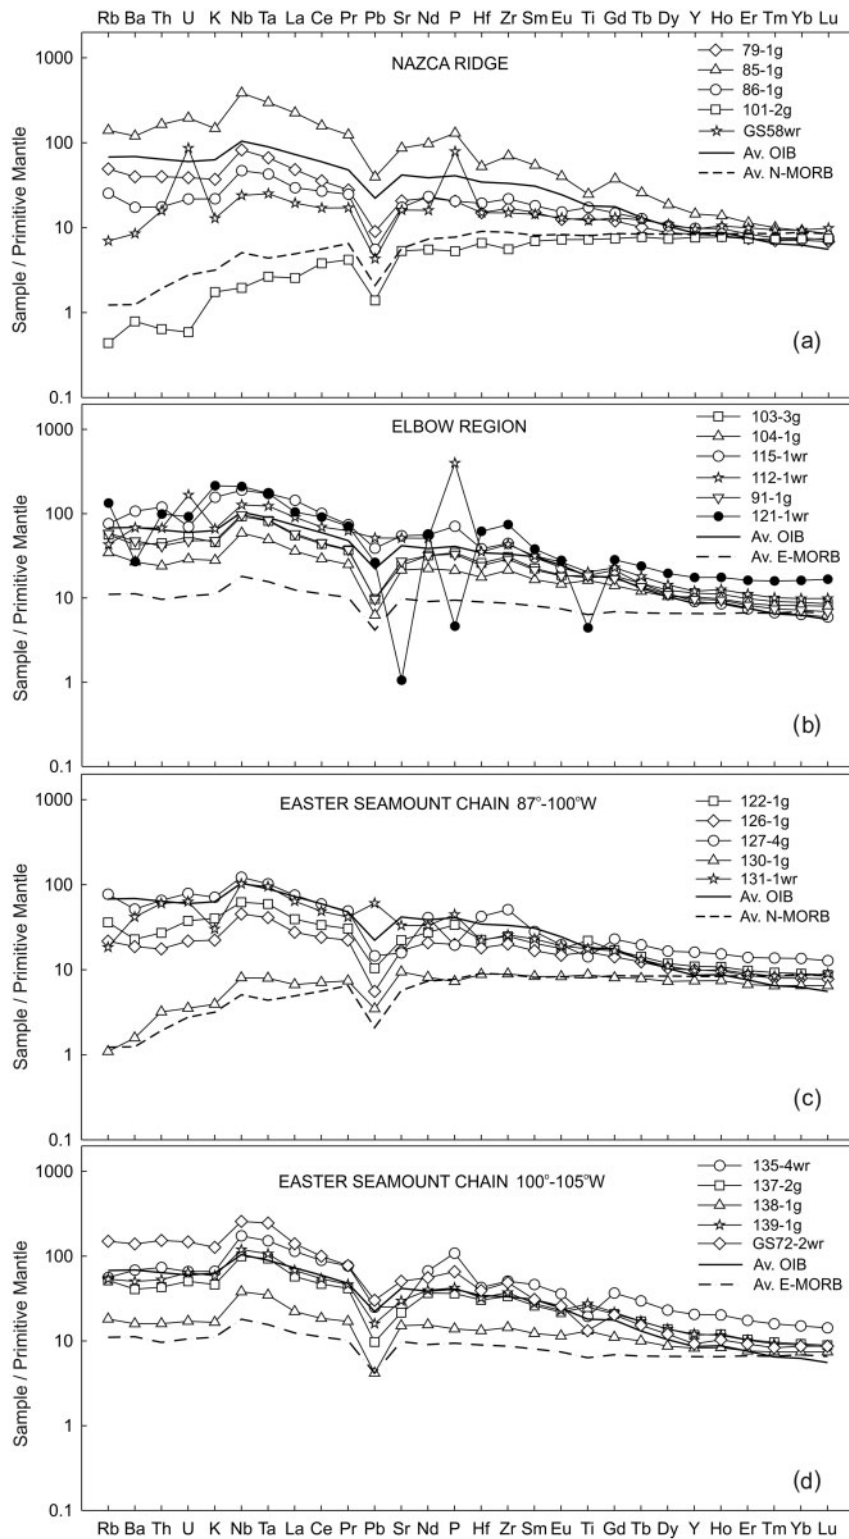 Rb Ba Th U K Nb Ta La Ce Pr Pb Sr Nd P Hf Zr Sm Eu Ti Gd Tb Dy Y Ho Er Tm Yb Lu
1000
100
10
1
0.1
Sample / Primitive Mantle
NAZCA RIDGE
79-1g
85-1g
86-1g
101-2g
GS58wr
Av. OIB
Av. N-MORB
(a)
1000
100
10
1
0.1
Sample / Primitive Mantle
ELBOW REGION
103-3g
104-1g
115-1wr
112-1wr
91-1g
121-1wr
Av. OIB
Av. E-MORB
(b)
1000
100
10
1
0.1
Sample / Primitive Mantle
EASTER SEAMOUNT CHAIN 87°-100°W
122-1g
126-1g
127-4g
130-1g
131-1wr
Av. OIB
Av. N-MORB
(c)
1000
100
10
1
0.1
Sample / Primitive Mantle
EASTER SEAMOUNT CHAIN 100°-105°W
135-4wr
137-2g
138-1g
139-1g
GS72-2wr
Av. OIB
Av. E-MORB
(d)
Rb Ba Th U K Nb Ta La Ce Pr Pb Sr Nd P Hf Zr Sm Eu Ti Gd Tb Dy Y Ho Er Tm Yb Lu